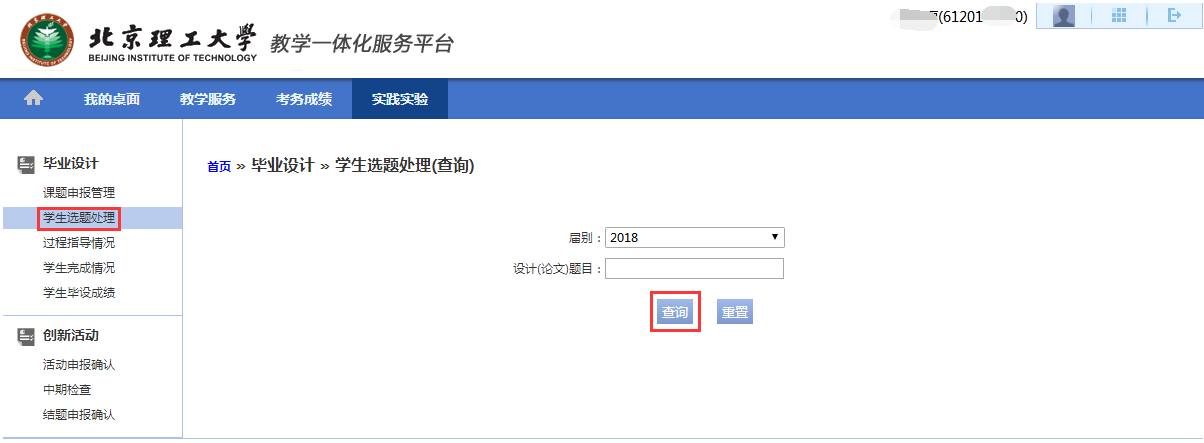 北京理工大学
BEIJING INSTITUTE OF TECHNOLOGY
教学一体化服务平台
(61201 0)
我的桌面 教学服务 考务成绩 实践实验
毕业设计
课题申报管理
学生选题处理
过程指导情况
学生完成情况
学生毕设成绩
创新活动
活动申报确认
中期检查
结题申报确认
首页 » 毕业设计 » 学生选题处理(查询)
届别：2018
设计(论文)题目：
查询 重置